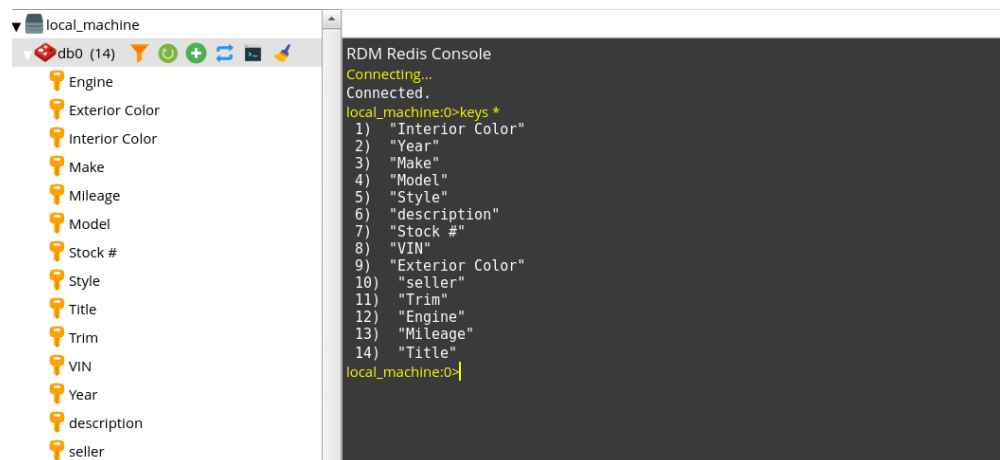 local_machine
db0 (14)
Engine
Exterior Color
Interior Color
Make
Mileage
Model
Stock #
Style
Title
Trim
VIN
Year
description
seller
RDM Redis Console
Connecting...
Connected.
local_machine:0>keys *
1) "Interior Color"
2) "Year"
3) "Make"
4) "Model"
5) "Style"
6) "description"
7) "Stock #"
8) "VIN"
9) "Exterior Color"
10) "seller"
11) "Trim"
12) "Engine"
13) "Mileage"
14) "Title"
local_machine:0>